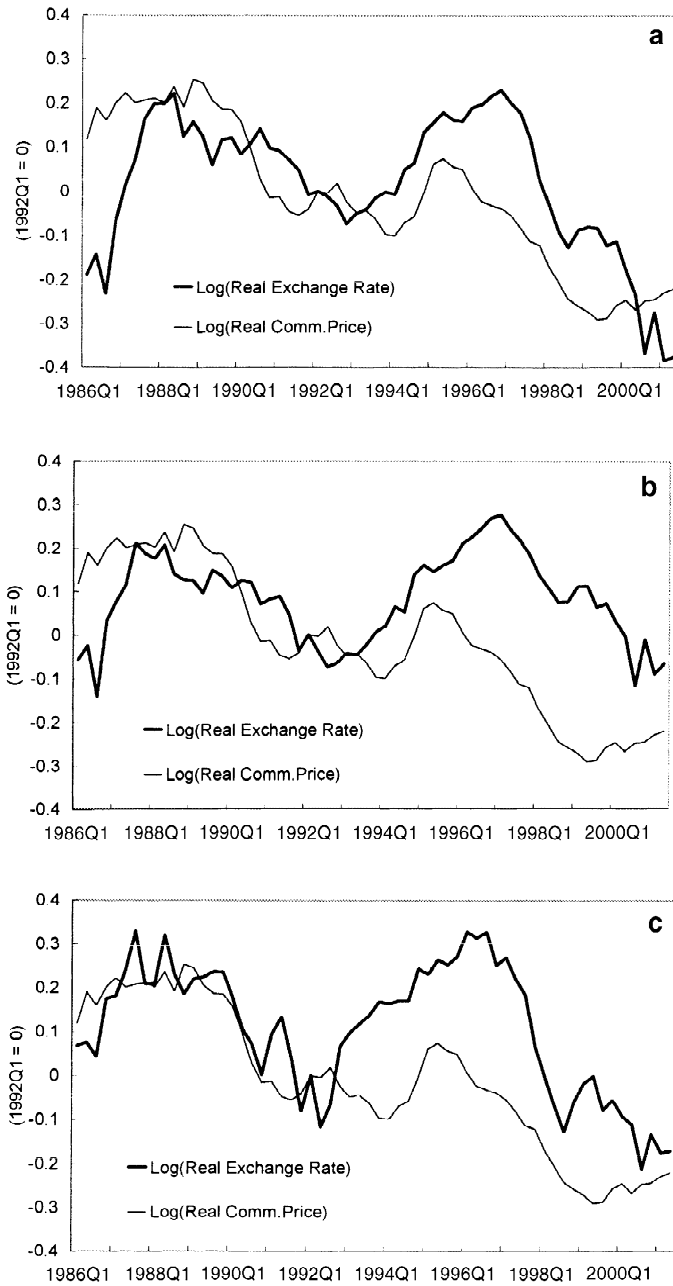 a
0.4
0.3
0.2
0.1
0
-0.1
-0.2
-0.3
-0.4
(1992Q1 = 0)
Log(Real Exchange Rate)
Log(Real Comm.Price)
1986Q1 1988Q1 1990Q1 1992Q1 1994Q1 1996Q1 1998Q1 2000Q1
b
0.4
0.3
0.2
0.1
0
-0.1
-0.2
-0.3
-0.4
(1992Q1 = 0)
Log(Real Exchange Rate)
Log(Real Comm.Price)
1986Q1 1988Q1 1990Q1 1992Q1 1994Q1 1996Q1 1998Q1 2000Q1
c
0.4
0.3
0.2
0.1
0
-0.1
-0.2
-0.3
-0.4
(1992Q1 = 0)
Log(Real Exchange Rate)
Log(Real Comm.Price)
1986Q1 1988Q1 1990Q1 1992Q1 1994Q1 1996Q1 1998Q1 2000Q1